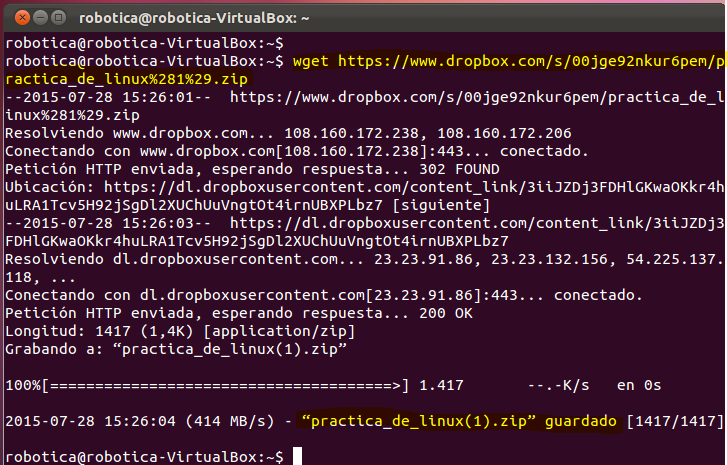 robotica@robotica-VirtualBox: ~
robotica@robotica-VirtualBox:~$
robotica@robotica-VirtualBox:~$ wget https://www.dropbox.com/s/00jge92nkur6pem/p
ractica_de_linux%281%29.zip
--2015-07-28 15:26:01--  https://www.dropbox.com/s/00jge92nkur6pem/practica_de_l
inux%281%29.zip
Resolviendo www.dropbox.com... 108.160.172.238, 108.160.172.206
Conectando con www.dropbox.com[108.160.172.238]:443... conectado.
Petición HTTP enviada, esperando respuesta... 302 FOUND
Ubicación: https://dl.dropboxusercontent.com/content_link/3iiJZDj3FDHlGKwaOKkr4h
uLRA1Tcv5H92jSgDl2XUChUuVngtOt4irnUBXPLbz7 [siguiente]
--2015-07-28 15:26:03--  https://dl.dropboxusercontent.com/content_link/3iiJZDj3
FDHlGKwaOKkr4huLRA1Tcv5H92jSgDl2XUChUuVngtOt4irnUBXPLbz7
Resolviendo dl.dropboxusercontent.com... 23.23.91.86, 23.23.132.156, 54.225.137.
118, ...
Conectando con dl.dropboxusercontent.com[23.23.91.86]:443... conectado.
Petición HTTP enviada, esperando respuesta... 200 OK
Longitud: 1417 (1,4K) [application/zip]
Grabando a: “practica_de_linux(1).zip”
100%[======================================>] 1.417       --.-K/s   en 0s
2015-07-28 15:26:04 (414 MB/s) - “practica_de_linux(1).zip” guardado [1417/1417]
robotica@robotica-VirtualBox:~$